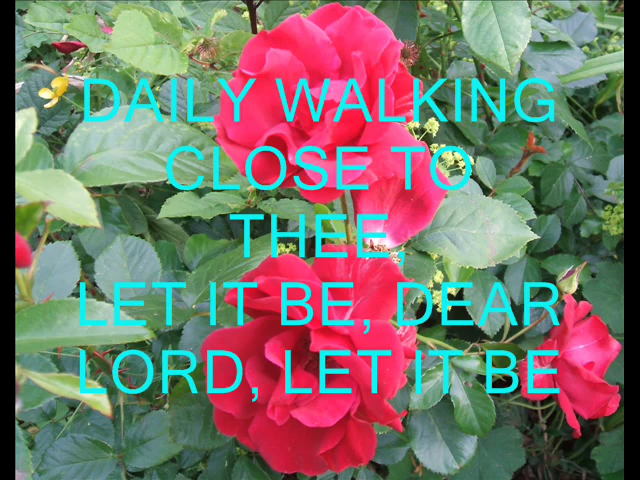 DAILY WALKING
CLOSE TO
THEE
LET IT BE, DEAR
LORD, LET IT BE